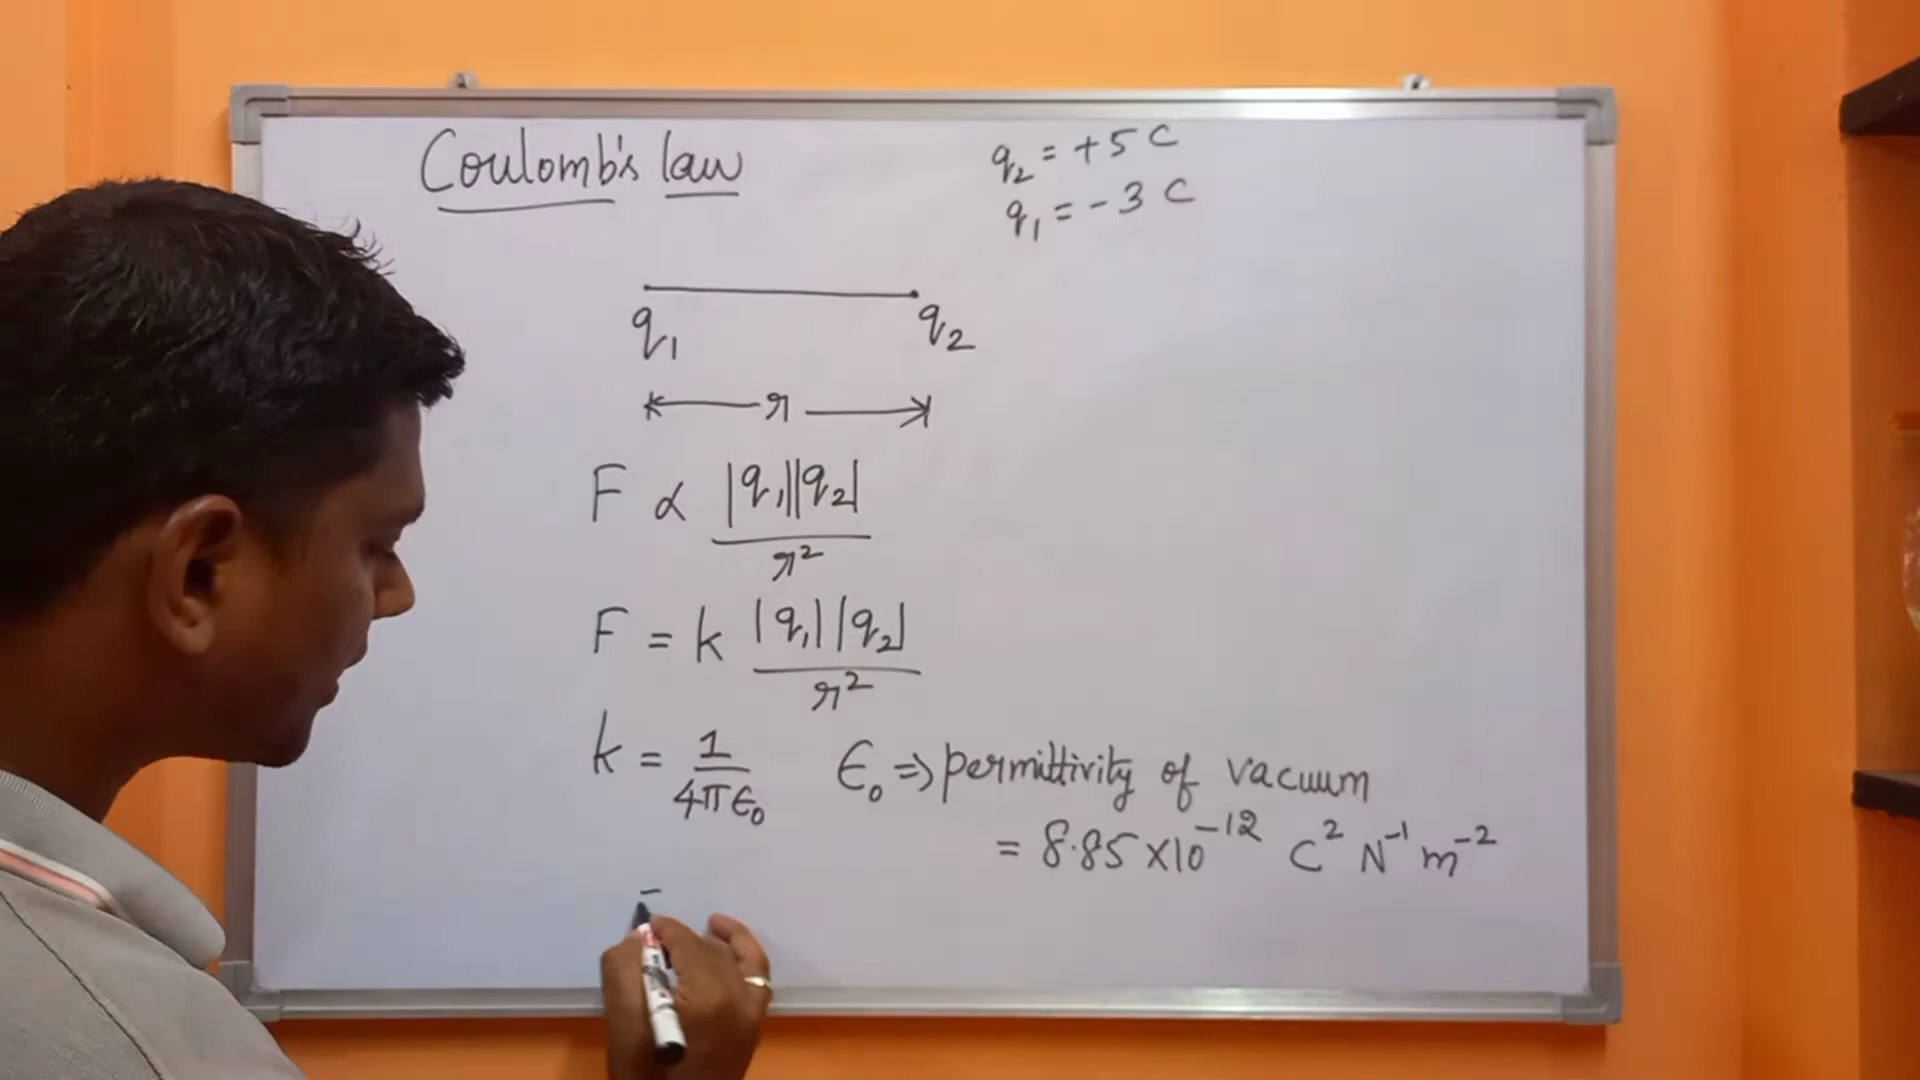 Coulomb's law
q₂ = +5 C
q₁ = -3 C
q₁ q₂
r
F ∝ |q₁||q₂| / r²
F = k |q₁||q₂| / r²
k = 1 / 4πε₀ ε₀ ⇒ permittivity of vacuum
= 8.85 ×10⁻¹² C² N⁻¹ m⁻²